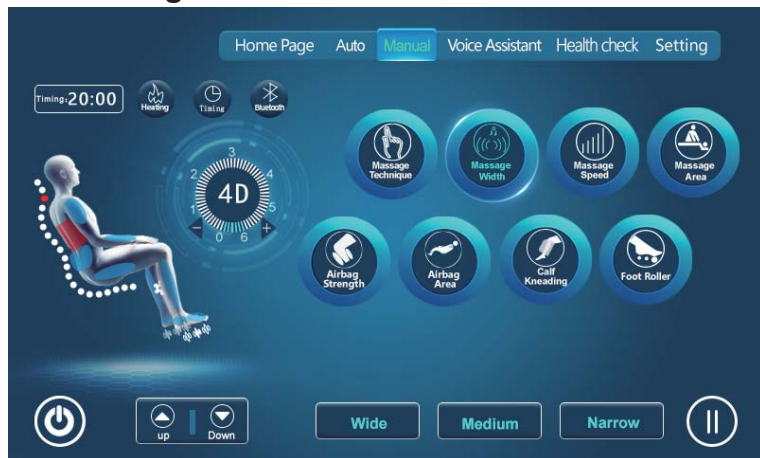 Home Page Auto Manual Voice Assistant Health check Setting
Timing:20:00
Heating
Timing
Bluetooth
Massage
Technique
Massage
Width
Massage
Speed
Massage
Area
3
2 4
4D
1 5
- +
0 6
Airbag
Strength
Airbag
Area
Calf
Kneading
Foot Roller
up
Down
Wide
Medium
Narrow